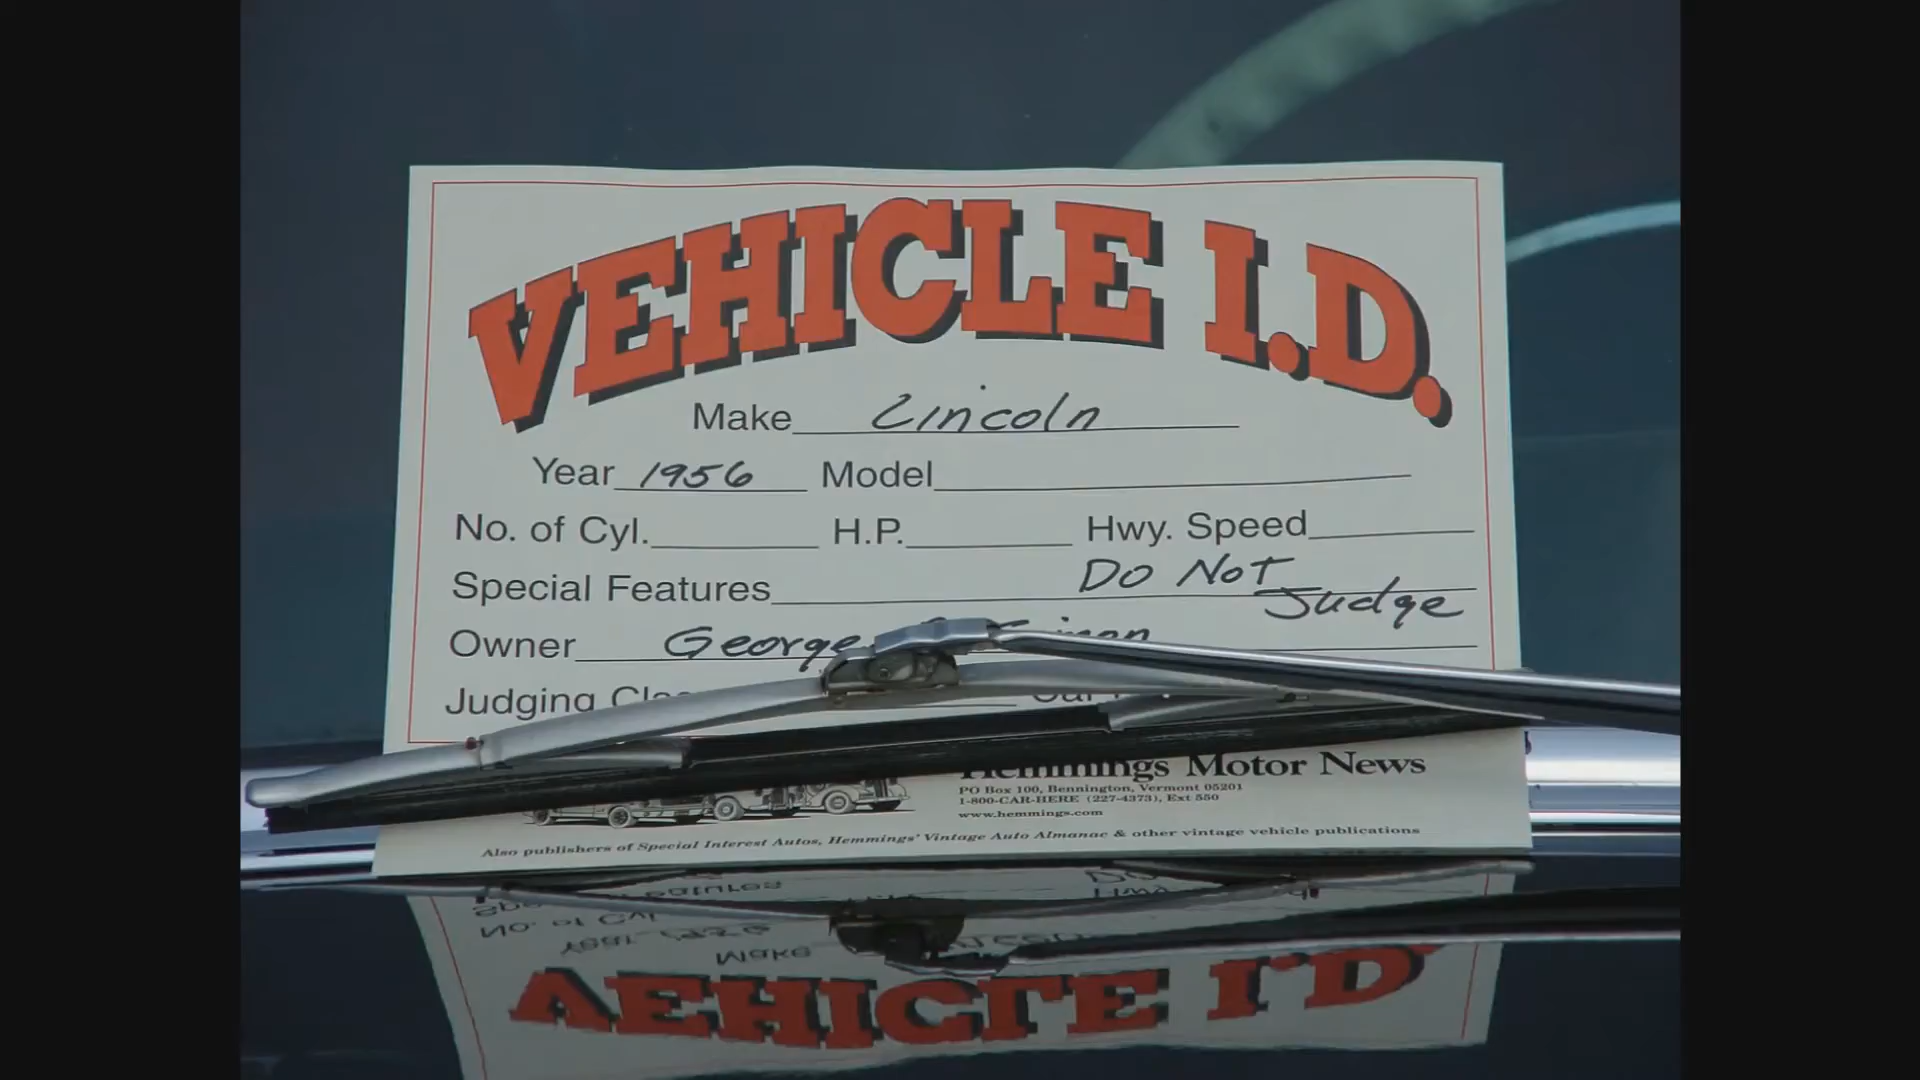 VEHICLE I.D.
Make Lincoln
Year 1956 Model
No. of Cyl. H.P. Hwy. Speed
Special Features Do Not Judge
Owner George
Judging
Hemmings Motor News
PO Box 100, Bennington, Vermont 05201
1-800-CAR-HERE (227-4373), Ext 550
www.hemmings.com
Also publishers of Special Interest Autos, Hemmings' Vintage Auto Almanac & other vintage vehicle publications